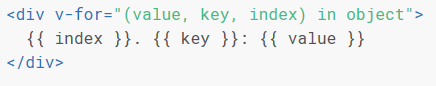 <div v-for="(value, key, index) in object">
  {{ index }}. {{ key }}: {{ value }}
</div>